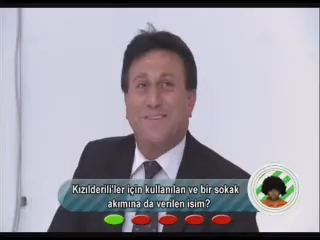 Kızılderili'ler için kullanılan ve bir sokak
akımına da verilen isim?